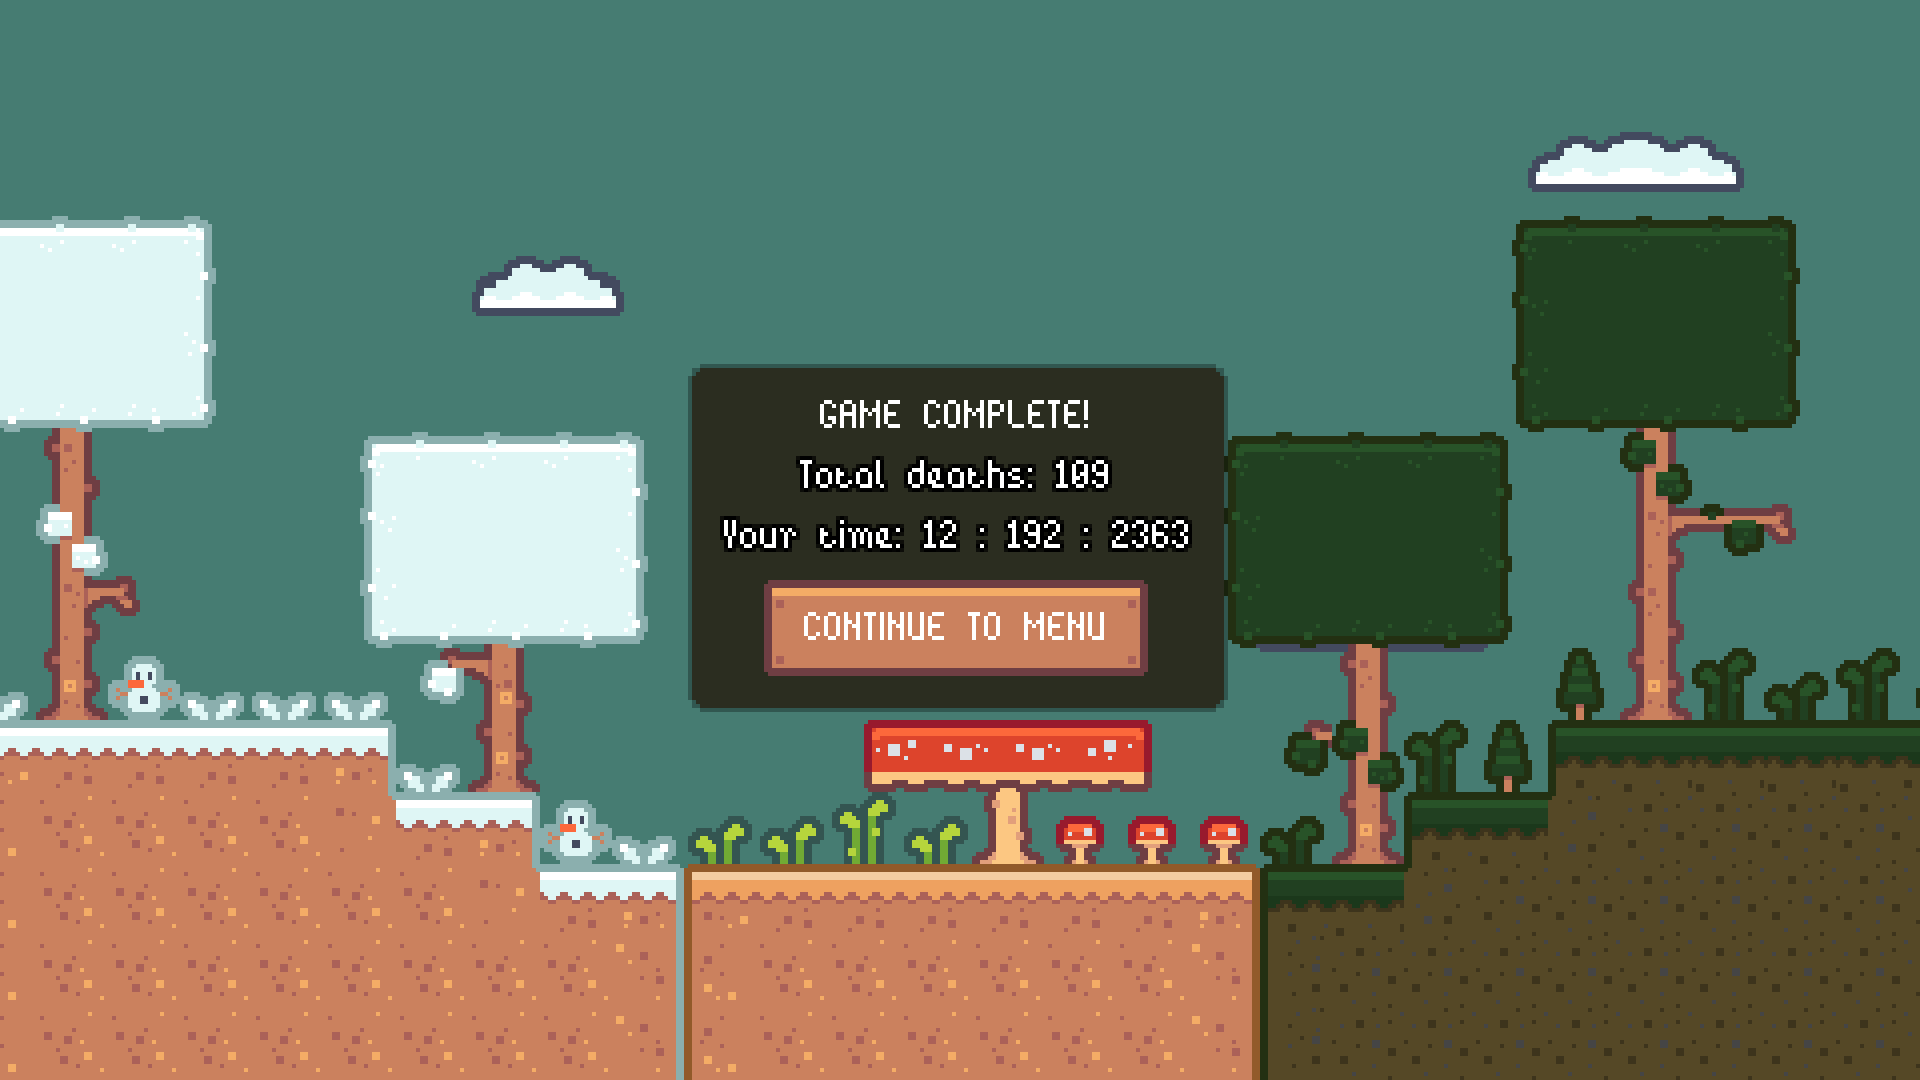 GAME COMPLETE!
Total deaths: 109
Your time: 12 : 192 : 2363
CONTINUE TO MENU